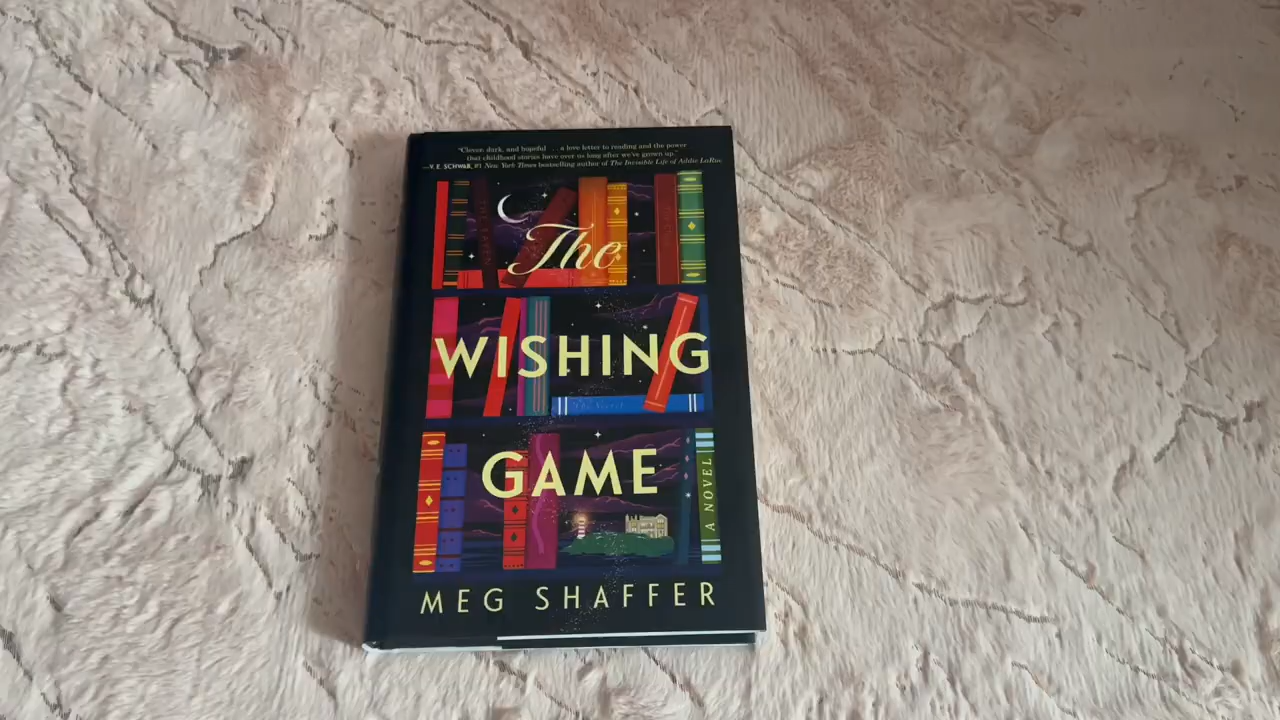 "Clever, dark, and hopeful . . . a love letter to reading and the power
that childhood stories have over us long after we've grown up."
—V. E. SCHWAB, #1 New York Times bestselling author of The Invisible Life of Addie LaRue
The
WISHING
GAME
A NOVEL
MEG SHAFFER